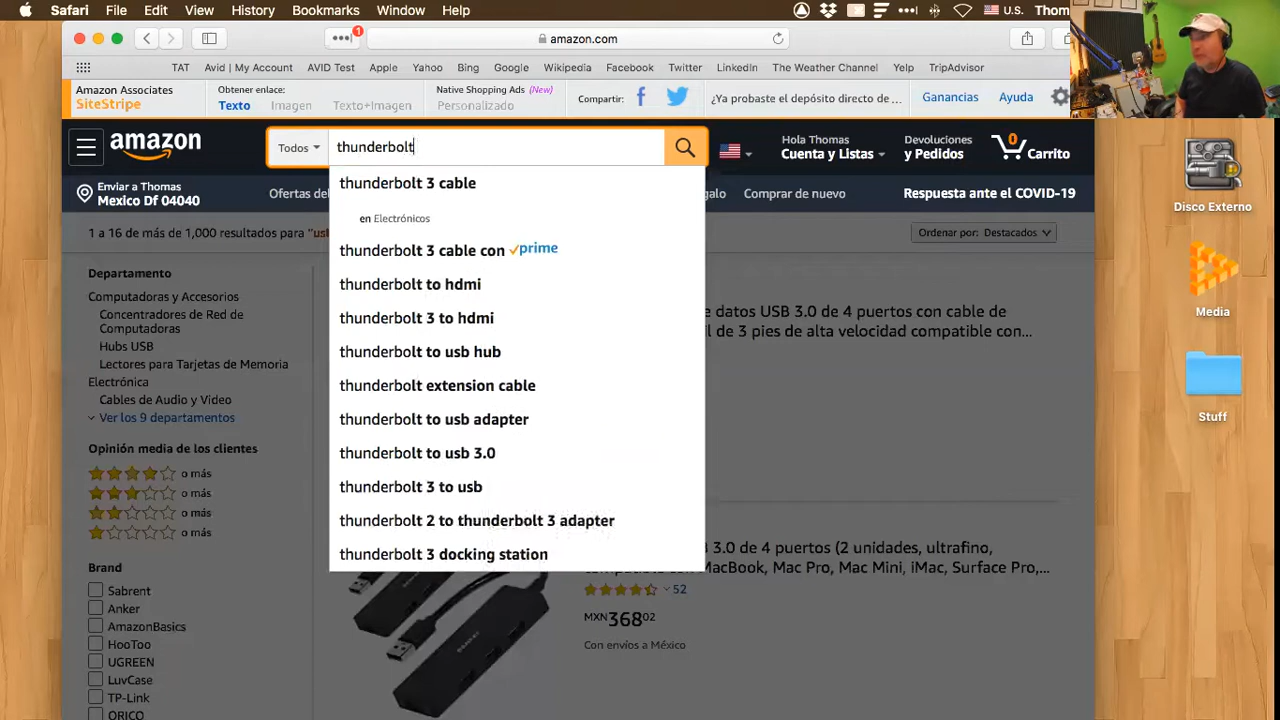 Safari File Edit View History Bookmarks Window Help U.S. Thom
1
amazon.com
TAT Avid | My Account AVID Test Apple Yahoo Bing Google Wikipedia Facebook Twitter LinkedIn The Weather Channel Yelp TripAdvisor
Amazon Associates
SiteStripe
Obtener enlace:
Texto Imagen Texto+Imagen
Native Shopping Ads (New)
Personalizado
Compartir:
¿Ya probaste el depósito directo de ...
Ganancias
Ayuda
amazon
Todos
thunderbolt
Hola Thomas
Cuenta y Listas
Devoluciones
y Pedidos
0
Carrito
Enviar a Thomas
Mexico Df 04040
Ofertas del
galo
Comprar de nuevo
Respuesta ante el COVID-19
1 a 16 de más de 1,000 resultados para "usb
Ordenar por: Destacados
thunderbolt 3 cable
en Electrónicos
thunderbolt 3 cable con prime
thunderbolt to hdmi
thunderbolt 3 to hdmi
thunderbolt to usb hub
thunderbolt extension cable
thunderbolt to usb adapter
thunderbolt to usb 3.0
thunderbolt 3 to usb
thunderbolt 2 to thunderbolt 3 adapter
thunderbolt 3 docking station
Departamento
Computadoras y Accesorios
Concentradores de Red de
Computadoras
Hubs USB
Lectores para Tarjetas de Memoria
Electrónica
Cables de Audio y Video
Ver los 9 departamentos
Opinión media de los clientes
o más
o más
o más
o más
Brand
Sabrent
Anker
AmazonBasics
HooToo
UGREEN
LuvCase
TP-Link
ORICO
e datos USB 3.0 de 4 puertos con cable de
il de 3 pies de alta velocidad compatible con...
3.0 de 4 puertos (2 unidades, ultrafino,
MacBook, Mac Pro, Mac Mini, iMac, Surface Pro,...
52
MXN 368 02
Con envíos a México
Disco Externo
Media
Stuff